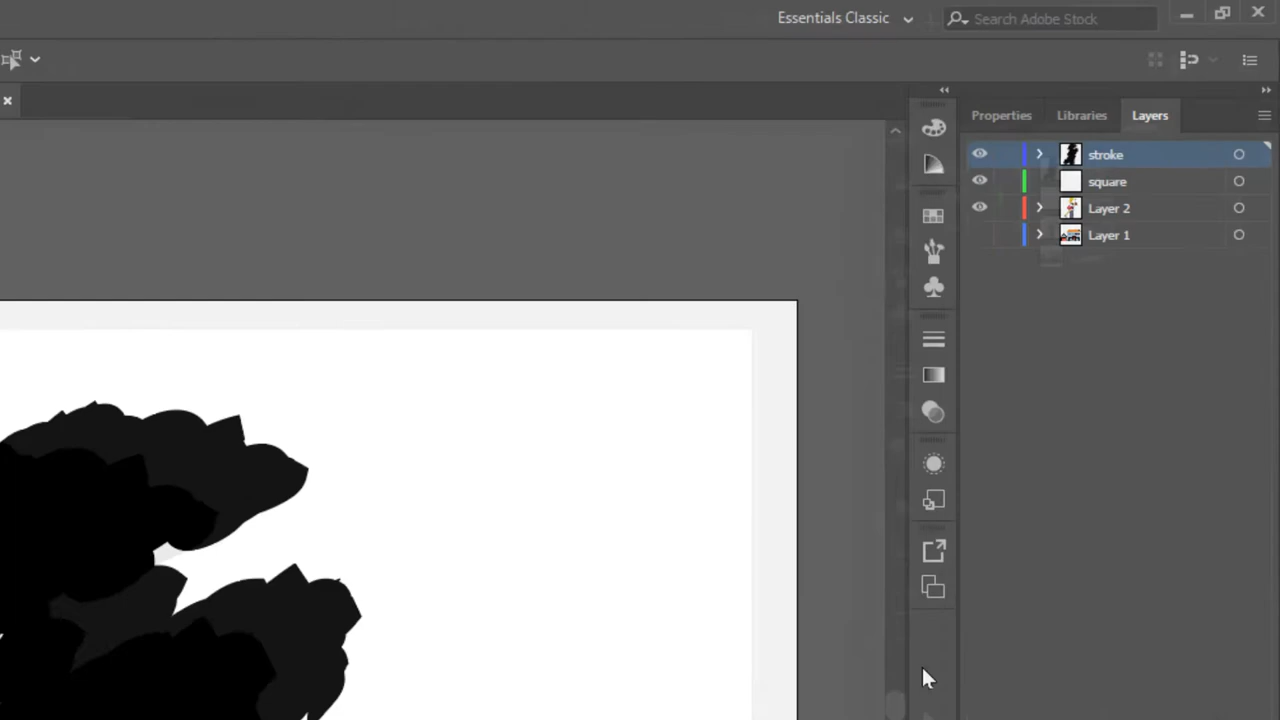 Essentials Classic
Search Adobe Stock
Properties Libraries Layers
stroke
square
Layer 2
Layer 1